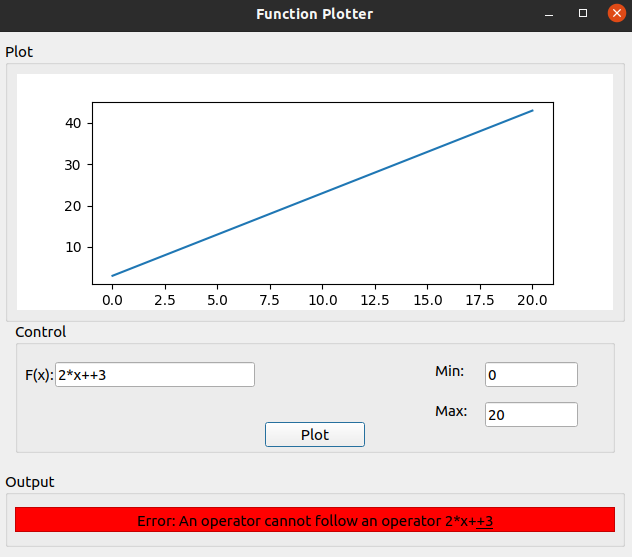 Function Plotter
Plot
40
30
20
10
0.0 2.5 5.0 7.5 10.0 12.5 15.0 17.5 20.0
Control
F(x): 2*x++3
Min: 0
Max: 20
Plot
Output
Error: An operator cannot follow an operator 2*x++3